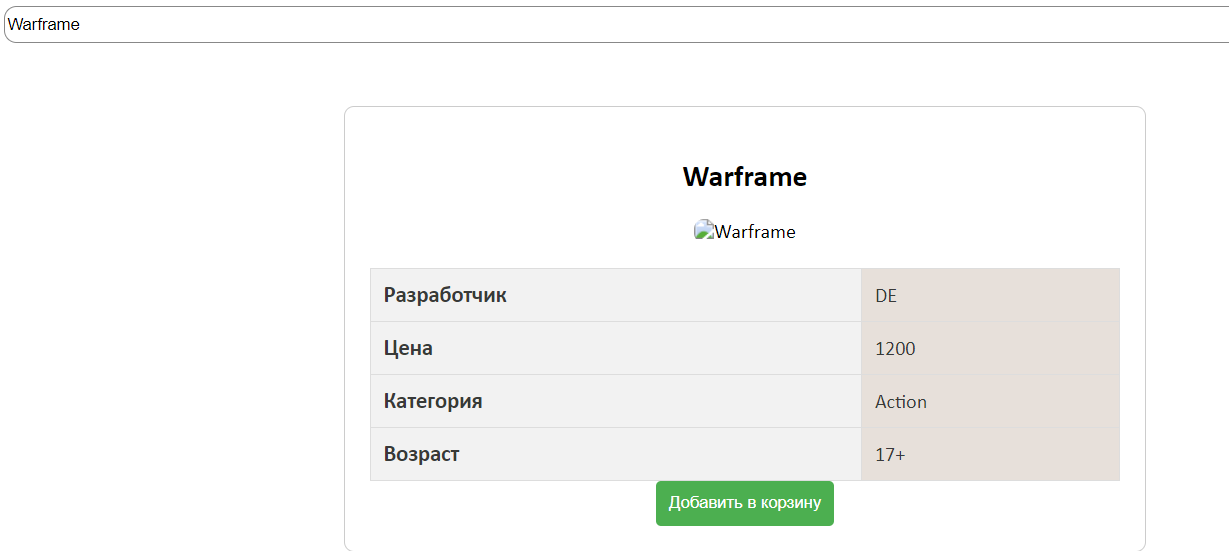 Warframe
Warframe
Warframe
Разработчик DE
Цена 1200
Категория Action
Возраст 17+
Добавить в корзину